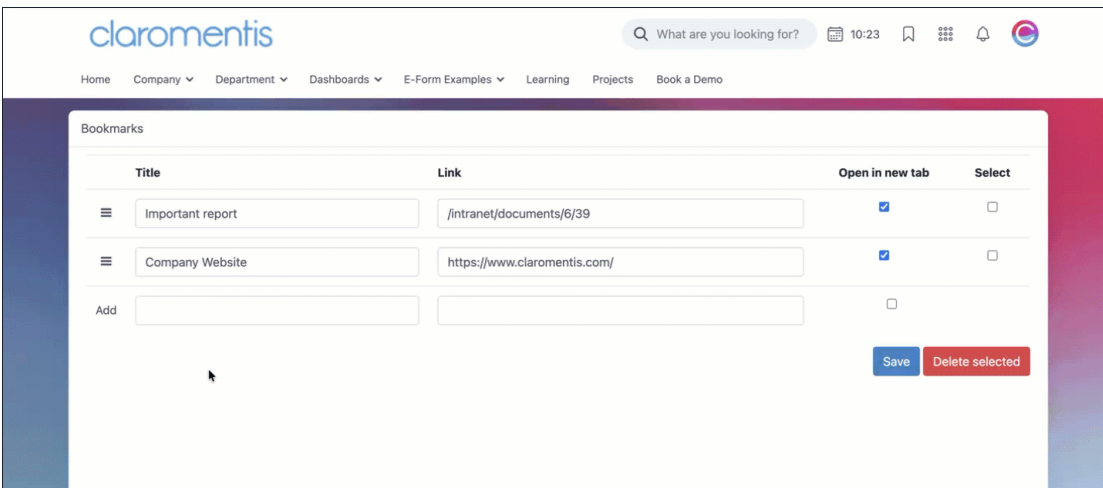 claromentis
What are you looking for?
10:23
Home Company Department Dashboards E-Form Examples Learning Projects Book a Demo
Bookmarks
Title Link Open in new tab Select
Important report /intranet/documents/6/39
Company Website https://www.claromentis.com/
Add
Save Delete selected